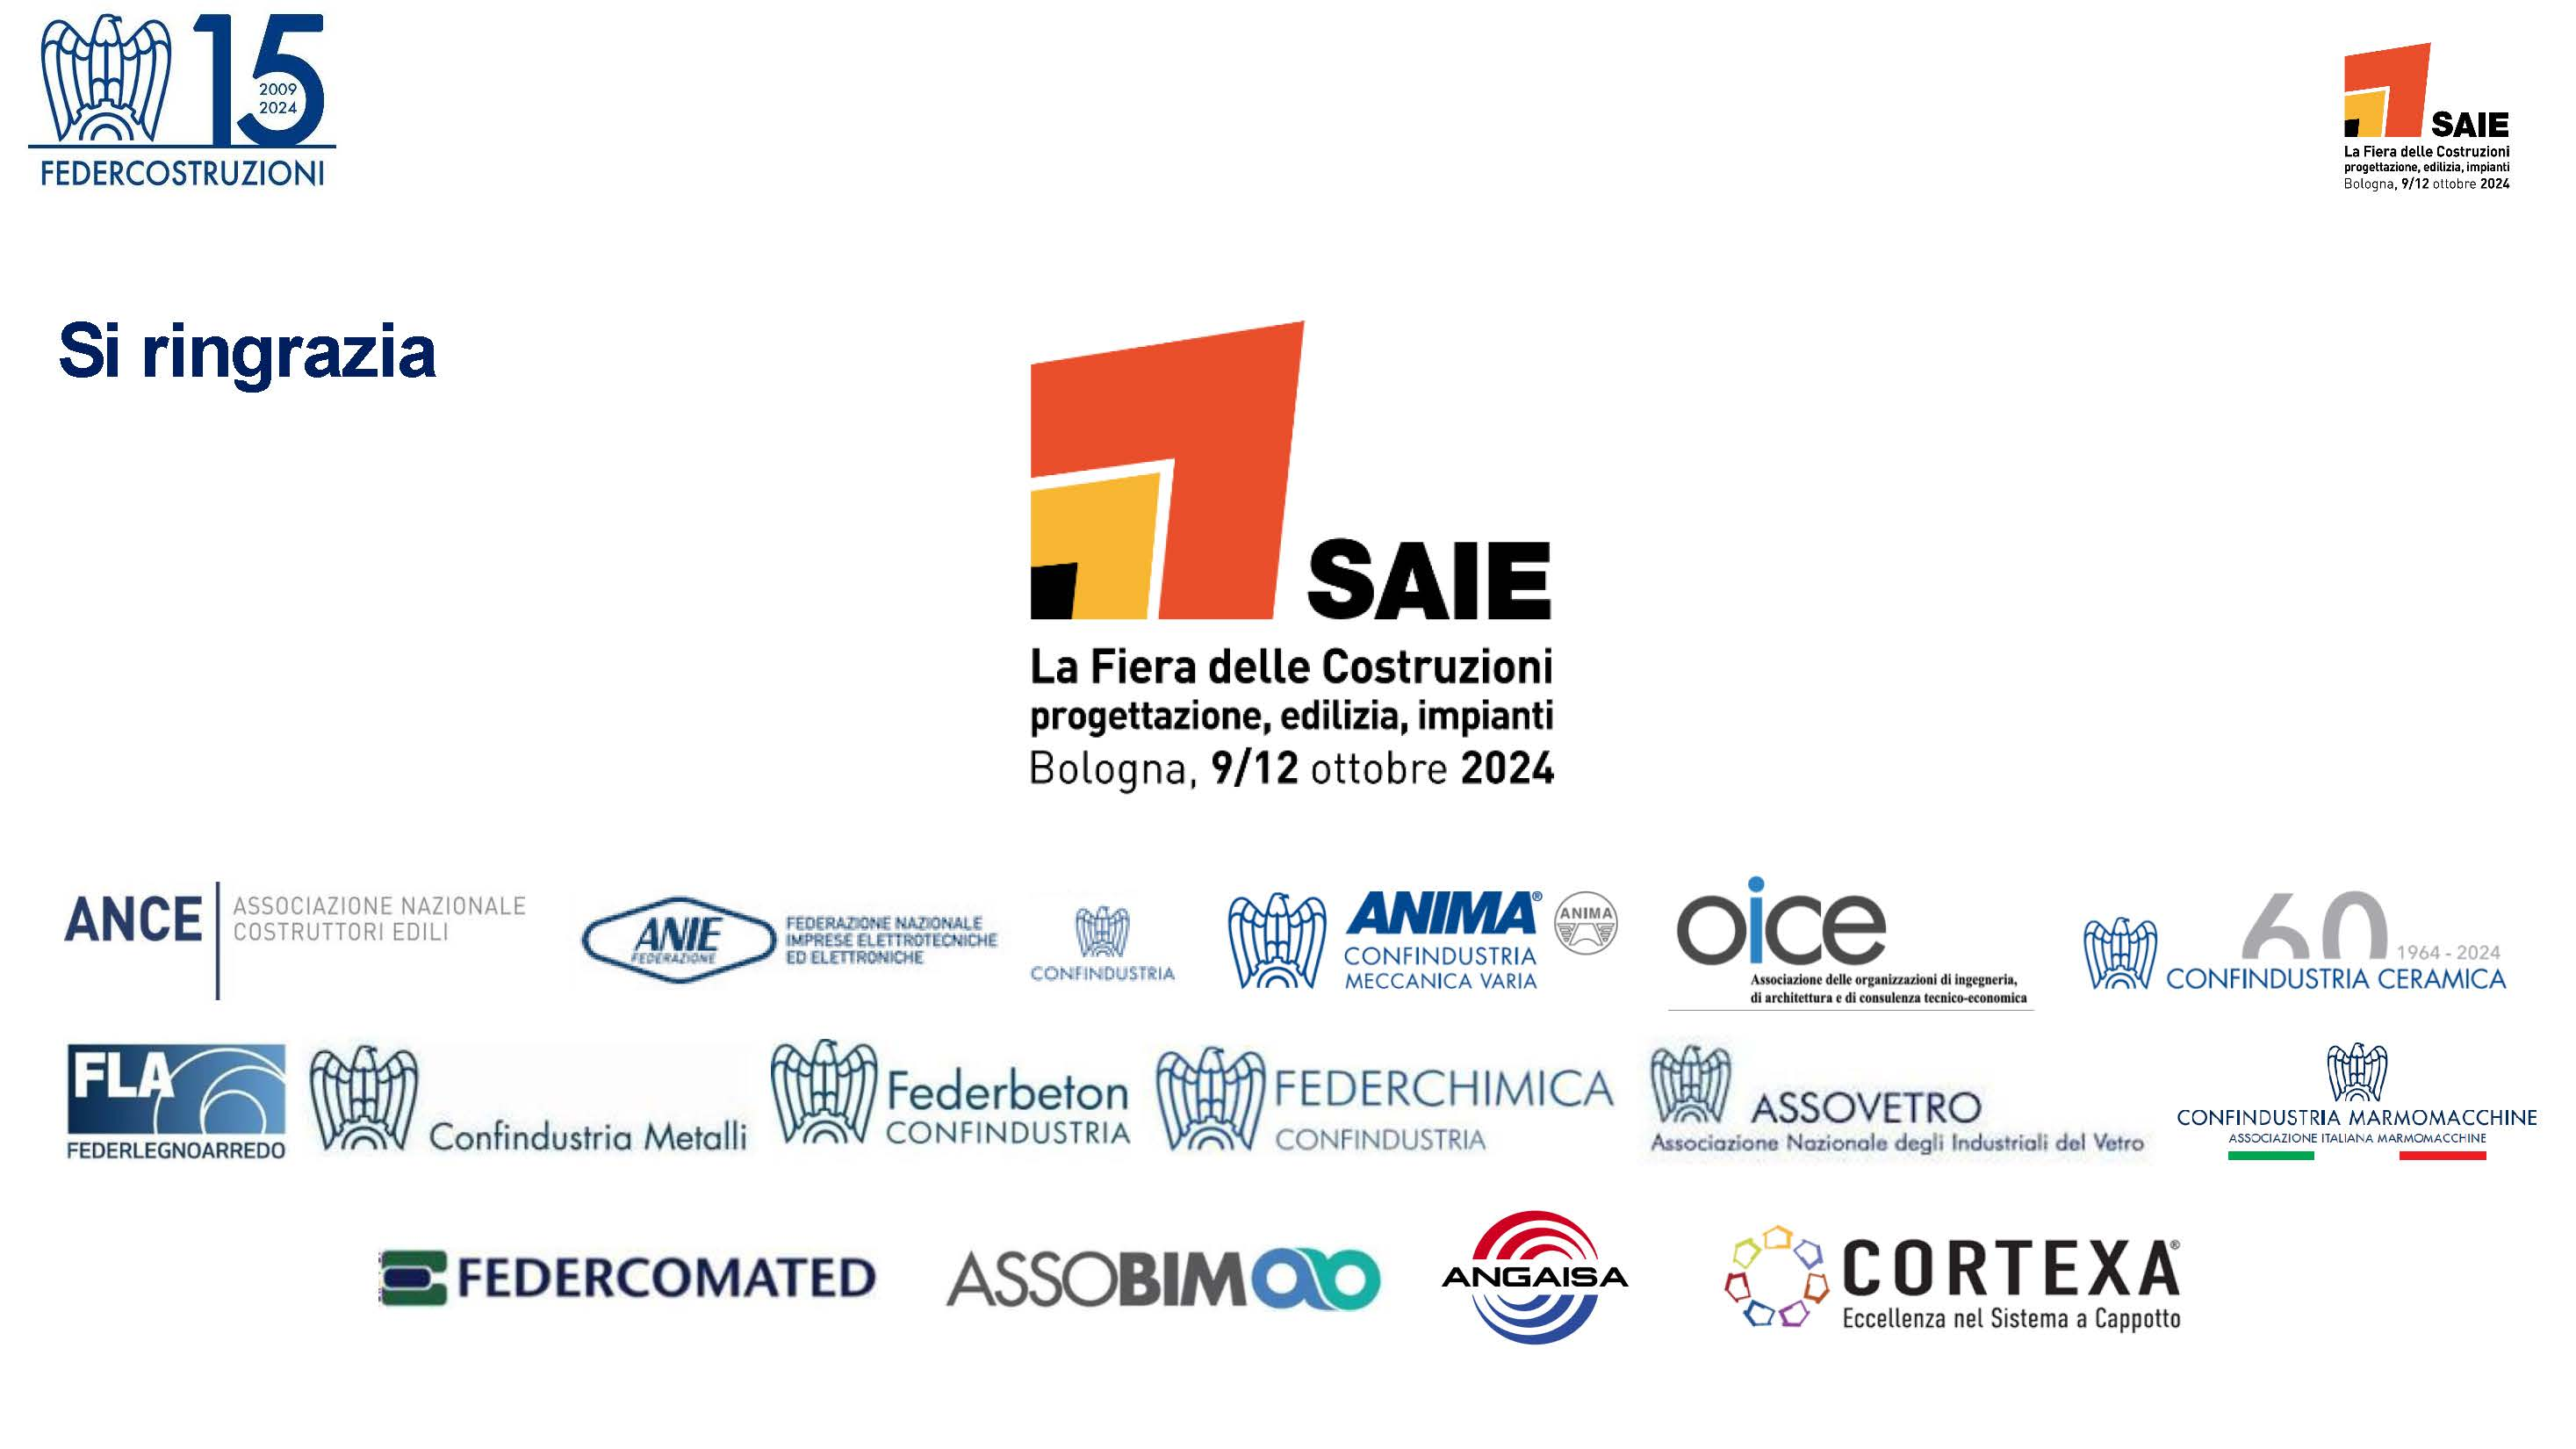 15
2009
2024
FEDERCOSTRUZIONI
SAIE
La Fiera delle Costruzioni
progettazione, edilizia, impianti
Bologna, 9/12 ottobre 2024
Si ringrazia
SAIE
La Fiera delle Costruzioni
progettazione, edilizia, impianti
Bologna, 9/12 ottobre 2024
ANCE
ASSOCIAZIONE NAZIONALE
COSTRUTTORI EDILI
ANIE
FEDERAZIONE
FEDERAZIONE NAZIONALE
IMPRESE ELETTROTECNICHE
ED ELETTRONICHE
CONFINDUSTRIA
ANIMA®
CONFINDUSTRIA
MECCANICA VARIA
ANIMA
oice
Associazione delle organizzazioni di ingegneria,
di architettura e di consulenza tecnico-economica
60
1964 - 2024
CONFINDUSTRIA CERAMICA
FLA
FEDERLEGNOARREDO
Confindustria Metalli
Federbeton
CONFINDUSTRIA
FEDERCHIMICA
CONFINDUSTRIA
ASSOVETRO
Associazione Nazionale degli Industriali del Vetro
CONFINDUSTRIA MARMOMACCHINE
ASSOCIAZIONE ITALIANA MARMOMACCHINE
FEDERCOMATED
ASSOBIM
ANGAISA
CORTEXA®
Eccellenza nel Sistema a Cappotto